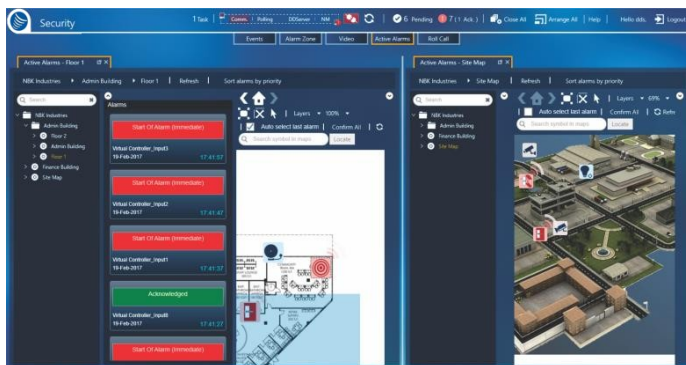 Security
1 Task
Comm. Polling DDServer NM
6 Pending 7 (1 Ack.) Close All Arrange All Help Hello dds. Logout
Events Alarm Zone Video Active Alarms Roll Call
Active Alarms - Floor 1
NBK Industries Admin Building Floor 1 Refresh Sort alarms by priority
Search
NBK Industries
Admin Building
Floor 2
Admin Building
Floor 1
Finance Building
Site Map
Alarms
Start Of Alarm (Immediate)
Virtual Controller_Input3
19-Feb-2017 17:41:57
Start Of Alarm (Immediate)
Virtual Controller_Input2
19-Feb-2017 17:41:47
Start Of Alarm (Immediate)
Virtual Controller_Input1
19-Feb-2017 17:41:37
Acknowledged
Virtual Controller_Input0
19-Feb-2017 17:41:27
Start Of Alarm (Immediate)
Layers 100%
Auto select last alarm Confirm All
Search symbol in maps Locate
Active Alarms - Site Map
NBK Industries Site Map Refresh Sort alarms by priority
Search
NBK Industries
Admin Building
Finance Building
Site Map
Layers 69%
Auto select last alarm Confirm All Refre
Search symbol in maps Locate